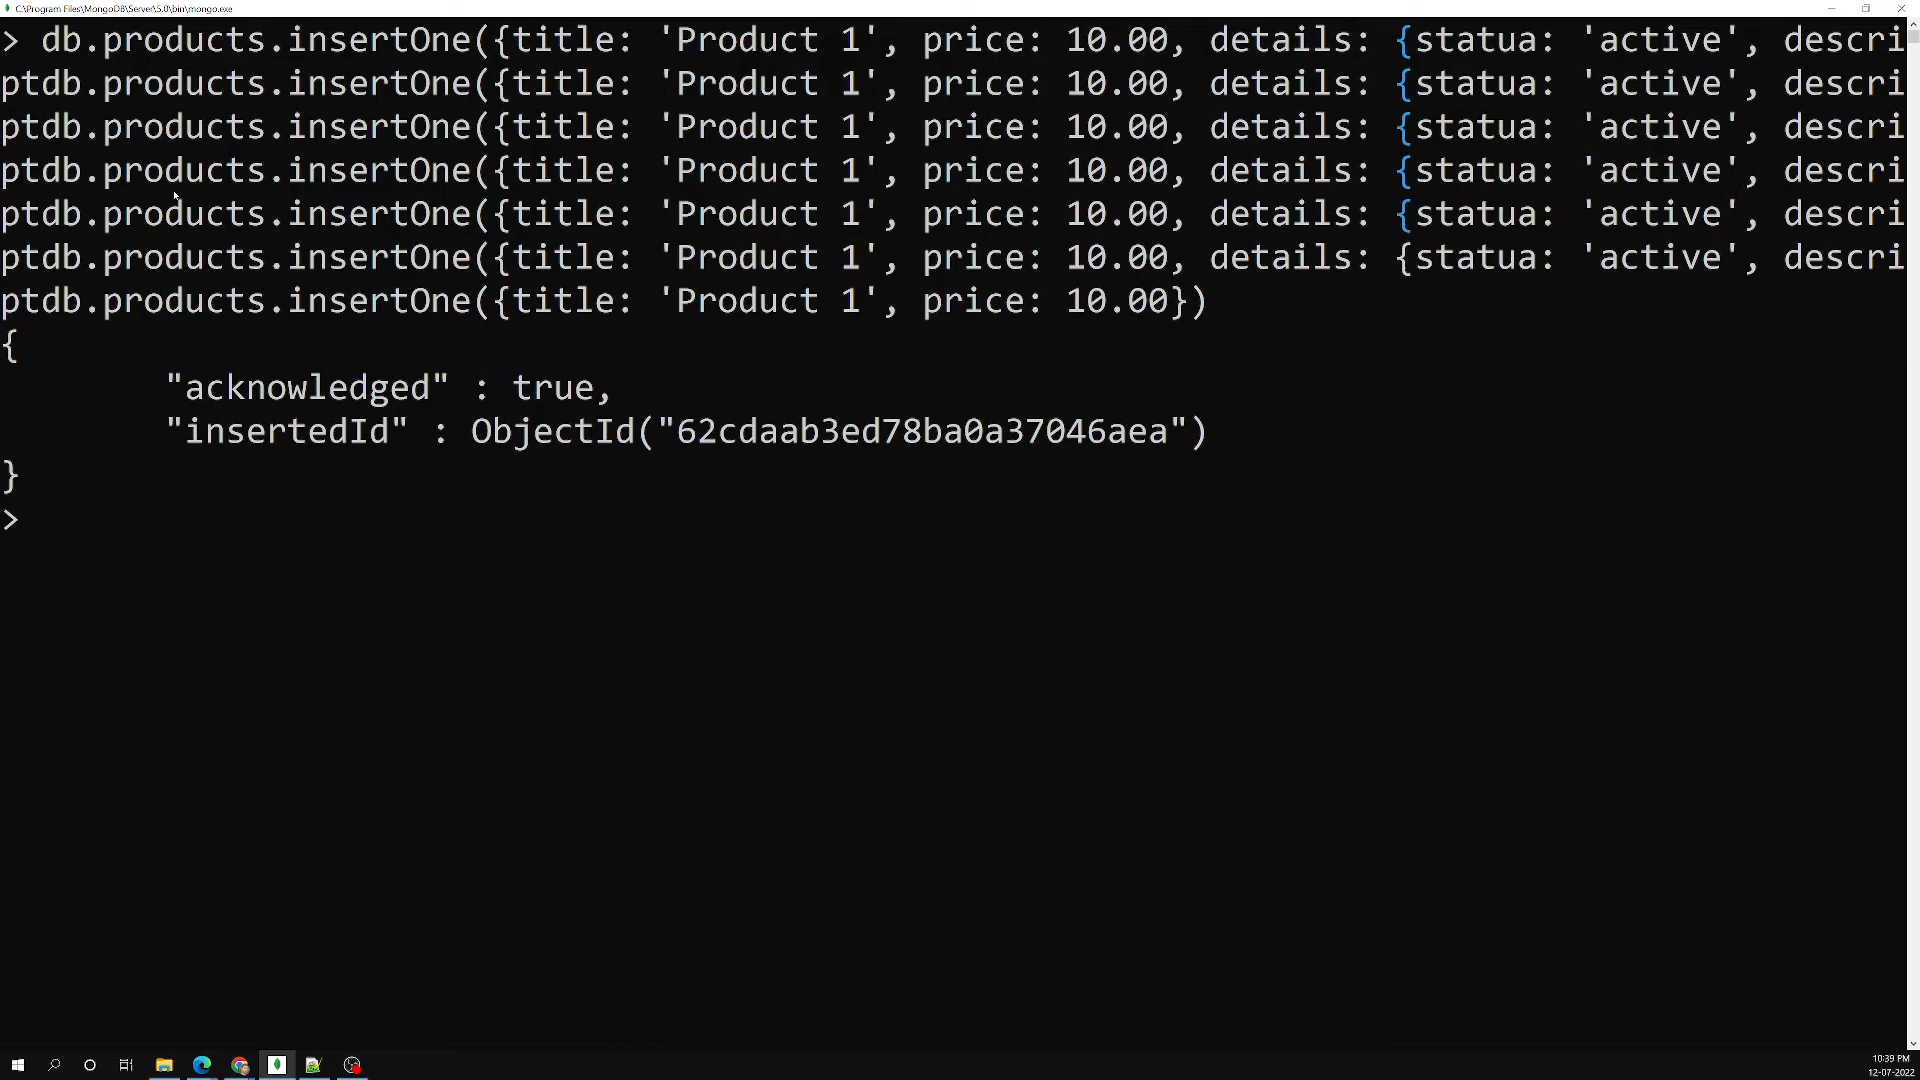 C:\Program Files\MongoDB\Server\5.0\bin\mongo.exe
> db.products.insertOne({title: 'Product 1', price: 10.00, details: {statua: 'active', descri
ptdb.products.insertOne({title: 'Product 1', price: 10.00, details: {statua: 'active', descri
ptdb.products.insertOne({title: 'Product 1', price: 10.00, details: {statua: 'active', descri
ptdb.products.insertOne({title: 'Product 1', price: 10.00, details: {statua: 'active', descri
ptdb.products.insertOne({title: 'Product 1', price: 10.00, details: {statua: 'active', descri
ptdb.products.insertOne({title: 'Product 1', price: 10.00, details: {statua: 'active', descri
ptdb.products.insertOne({title: 'Product 1', price: 10.00})
{
"acknowledged" : true,
"insertedId" : ObjectId("62cdaab3ed78ba0a37046aea")
}
>
10:39 PM
12-07-2022